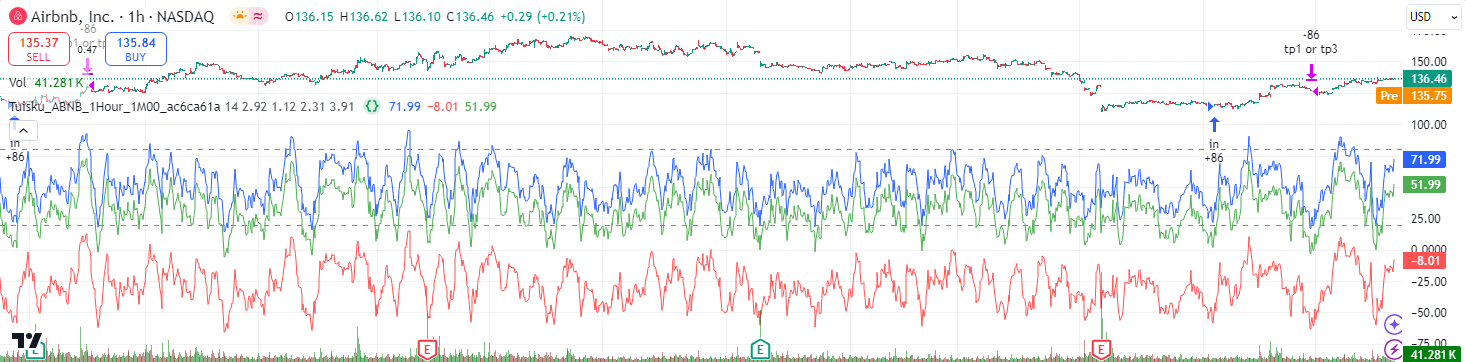 Airbnb, Inc. · 1h · NASDAQ
O136.15 H136.62 L136.10 C136.46 +0.29 (+0.21%)
USD
-86
135.37
SELL
0.47
135.84
BUY
-86
tp1 or tp3
150.00
136.46
Pre 135.75
Vol 41.281 K
Tuisku_ABNB_1Hour_1M00_ac6ca61a 14 2.92 1.12 2.31 3.91 71.99 −8.01 51.99
100.00
in
+86
in
+86
71.99
51.99
25.00
0.0000
−8.01
−25.00
−50.00
E
E
E
41.281 K